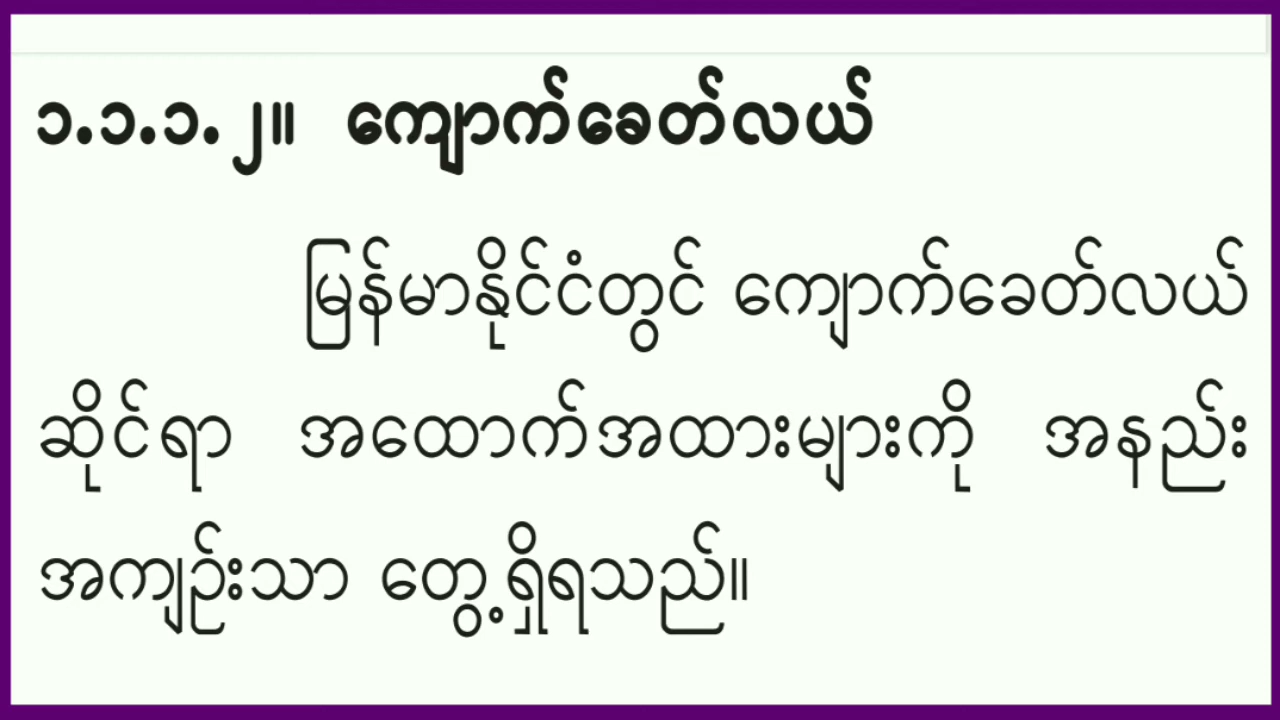 ၁.၁.၁.၂။ ကျောက်ခေတ်လယ်
မြန်မာနိုင်ငံတွင် ကျောက်ခေတ်လယ်
ဆိုင်ရာ အထောက်အထားများကို အနည်း
အကျဉ်းသာ တွေ့ရှိရသည်။